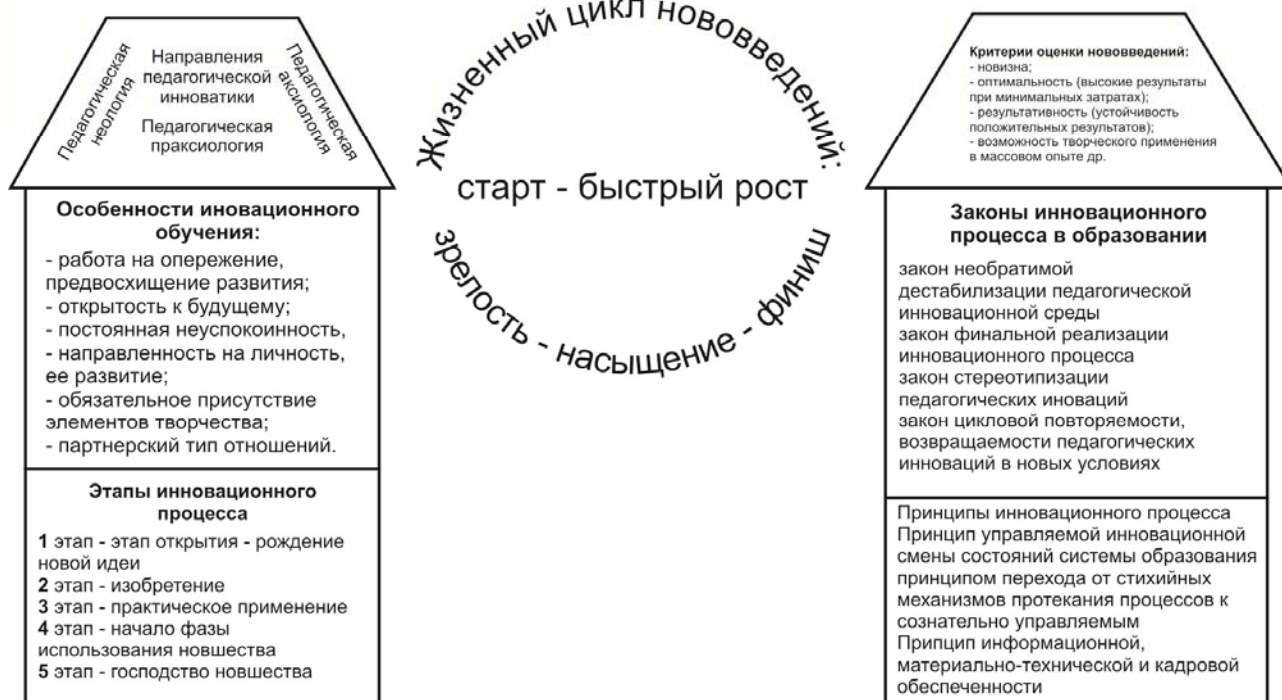 Педагогическая
неология
Направления
педагогической
инноватики
Педагогическая
праксиология
Педагогическая
аксиология
Особенности иновационного
обучения:
- работа на опережение,
предвосхищение развития;
- открытость к будущему;
- постоянная неуспокоинность,
- направленность на личность,
ее развитие;
- обязательное присутствие
элементов творчества;
- партнерский тип отношений.
Этапы инновационного
процесса
1 этап - этап открытия - рождение
новой идеи
2 этап - изобретение
3 этап - практическое применение
4 этап - начало фазы
использования новшества
5 этап - господство новшества
Жизненный цикл нововведений:
старт - быстрый рост
зрелость - насыщение - финиш
Критерии оценки нововведений:
- новизна;
- оптимальность (высокие результаты
при минимальных затратах);
- результативность (устойчивость
положительных результатов);
- возможность творческого применения
в массовом опыте др.
Законы инновационного
процесса в образовании
закон необратимой
дестабилизации педагогической
инновационной среды
закон финальной реализации
инновационного процесса
закон стереотипизации
педагогических иноваций
закон цикловой повторяемости,
возвращаемости педагогических
инноваций в новых условиях
Принципы инновационного процесса
Принцип управляемой инновационной
смены состояний системы образования
принципом перехода от стихийных
механизмов протекания процессов к
сознательно управляемым
Припцип информационной,
материально-технической и кадровой
обеспеченности